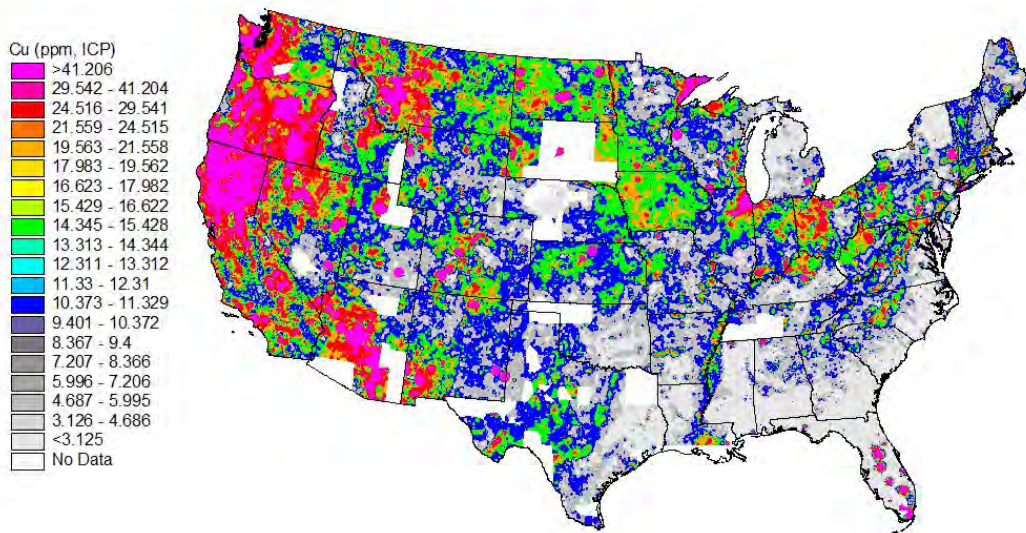 Cu (ppm, ICP)
>41.206
29.542 - 41.204
24.516 - 29.541
21.559 - 24.515
19.563 - 21.558
17.983 - 19.562
16.623 - 17.982
15.429 - 16.622
14.345 - 15.428
13.313 - 14.344
12.311 - 13.312
11.33 - 12.31
10.373 - 11.329
9.401 - 10.372
8.367 - 9.4
7.207 - 8.366
5.996 - 7.206
4.687 - 5.995
3.126 - 4.686
<3.125
No Data